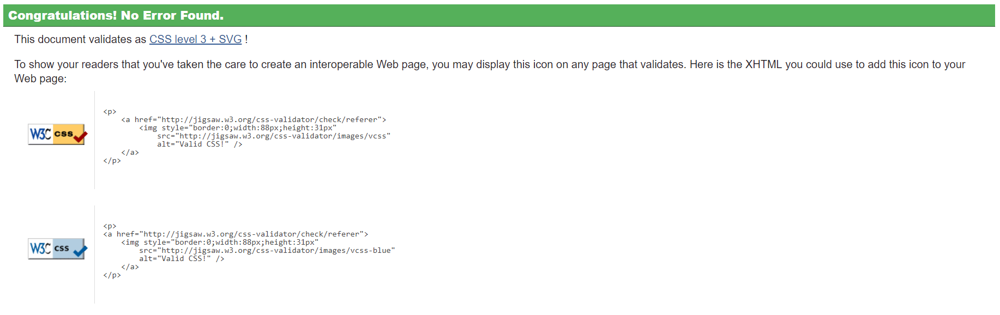 Congratulations! No Error Found.
This document validates as CSS level 3 + SVG !
To show your readers that you've taken the care to create an interoperable Web page, you may display this icon on any page that validates. Here is the XHTML you could use to add this icon to your
Web page:
W3C css
<p>
    <a href="http://jigsaw.w3.org/css-validator/check/referer">
        <img style="border:0;width:88px;height:31px"
            src="http://jigsaw.w3.org/css-validator/images/vcss"
            alt="Valid CSS!" />
    </a>
</p>
W3C css
<p>
<a href="http://jigsaw.w3.org/css-validator/check/referer">
    <img style="border:0;width:88px;height:31px"
        src="http://jigsaw.w3.org/css-validator/images/vcss-blue"
        alt="Valid CSS!" />
    </a>
</p>